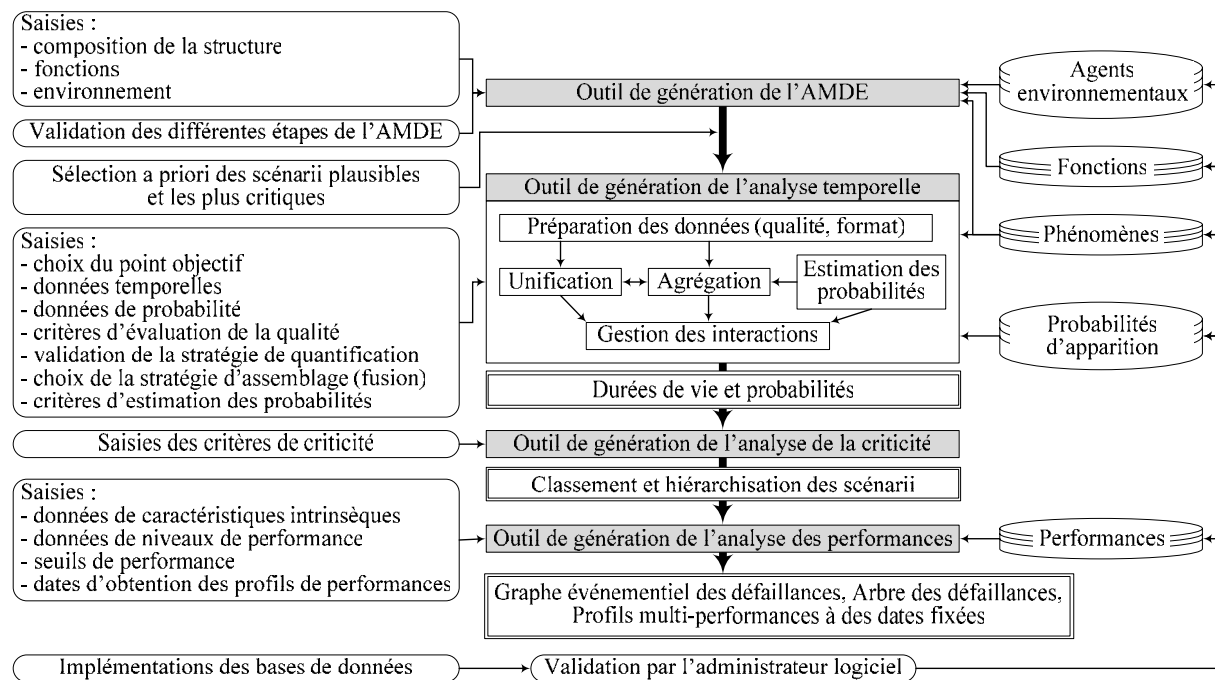 Saisies :
- composition de la structure
- fonctions
- environnement
Validation des différentes étapes de l'AMDE
Sélection a priori des scénarii plausibles
et les plus critiques
Saisies :
- choix du point objectif
- données temporelles
- données de probabilité
- critères d'évaluation de la qualité
- validation de la stratégie de quantification
- choix de la stratégie d'assemblage (fusion)
- critères d'estimation des probabilités
Saisies des critères de criticité
Saisies :
- données de caractéristiques intrinsèques
- données de niveaux de performance
- seuils de performance
- dates d'obtention des profils de performances
Outil de génération de l'AMDE
Outil de génération de l'analyse temporelle
Préparation des données (qualité, format)
Unification
Agrégation
Estimation des
probabilités
Gestion des interactions
Durées de vie et probabilités
Outil de génération de l'analyse de la criticité
Classement et hiérarchisation des scénarii
Outil de génération de l'analyse des performances
Graphe événementiel des défaillances, Arbre des défaillances,
Profils multi-performances à des dates fixées
Agents
environnementaux
Fonctions
Phénomènes
Probabilités
d'apparition
Performances
Implémentations des bases de données
Validation par l'administrateur logiciel